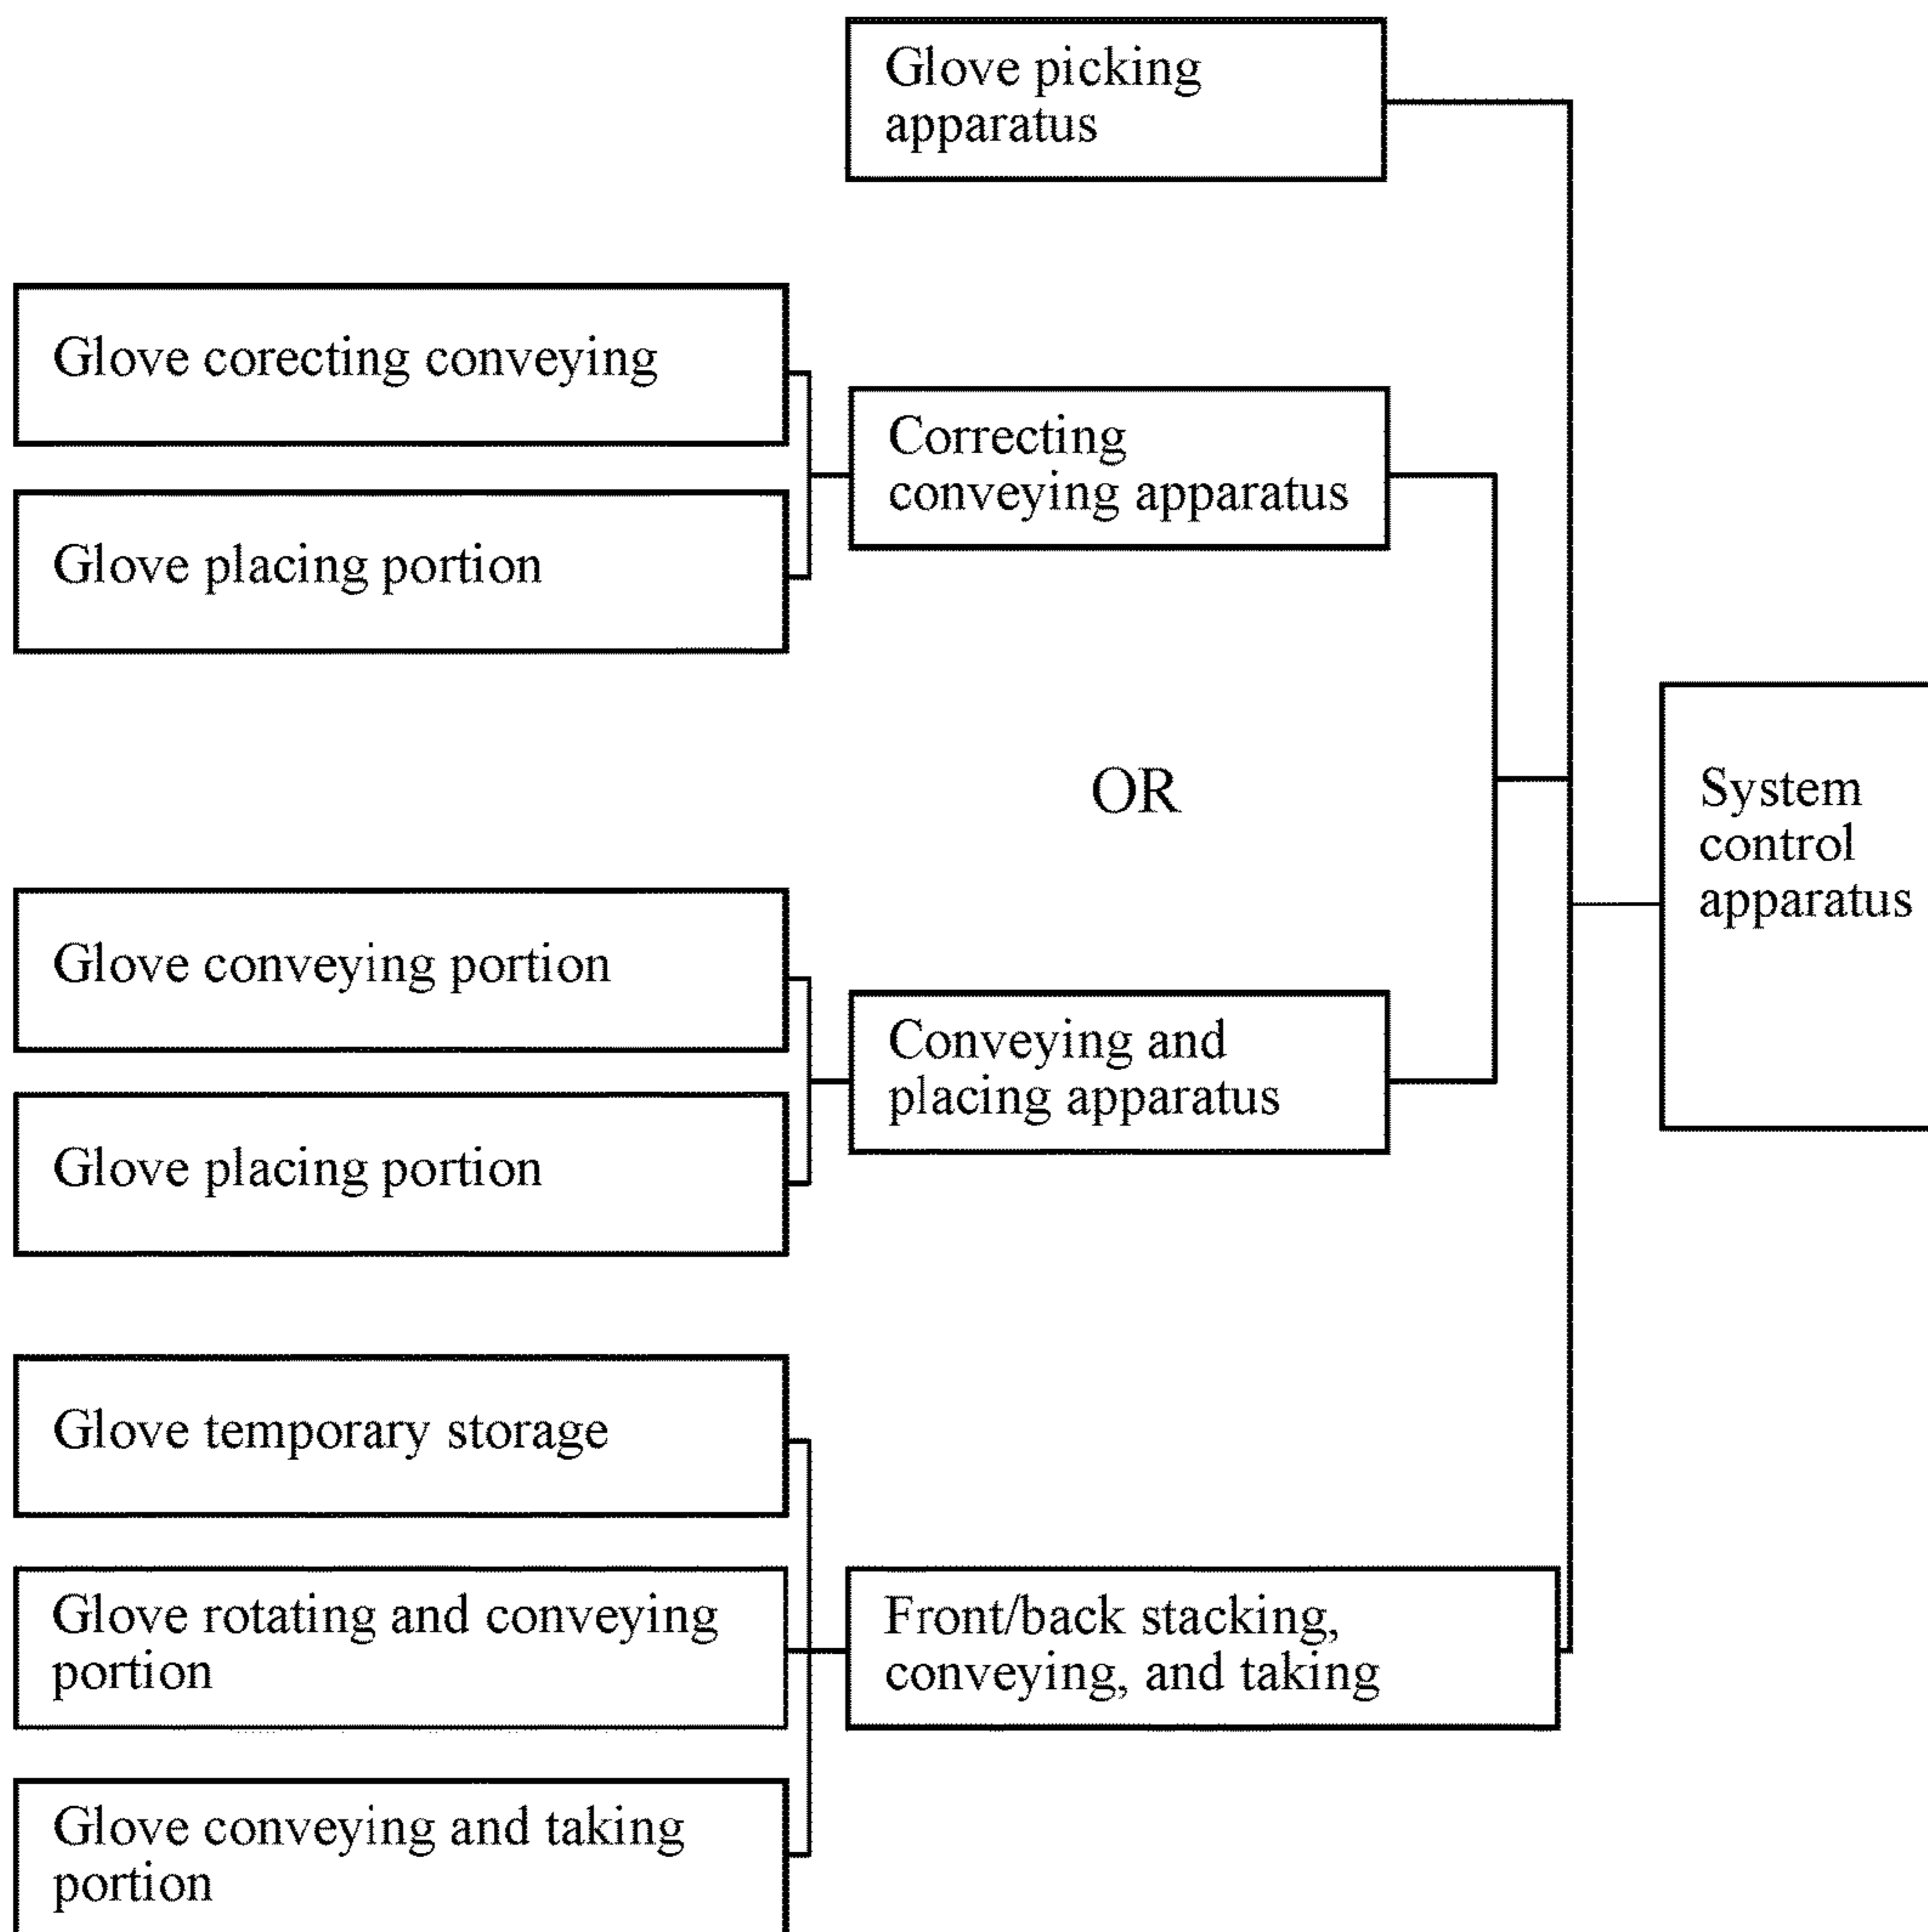 Glove picking
apparatus
Glove corecting conveying
Correcting
conveying apparatus
Glove placing portion
OR
System
control
apparatus
Glove conveying portion
Conveying and
placing apparatus
Glove placing portion
Glove temporary storage
Glove rotating and conveying
portion
Front/back stacking,
conveying, and taking
Glove conveying and taking
portion